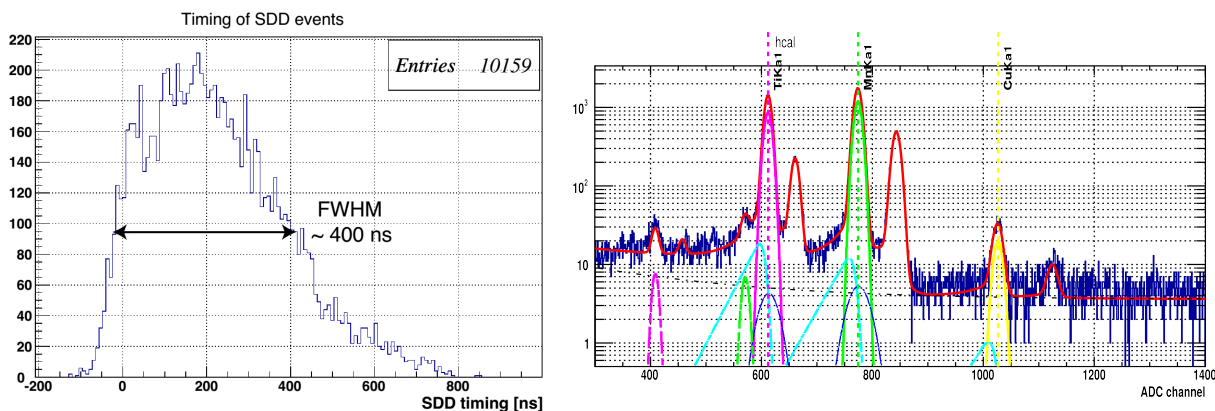 Timing of SDD events
Entries 10159
220
200
180
160
140
120
100
80
60
40
20
0
FWHM
~ 400 ns
-200 0 200 400 600 800
SDD timing [ns]
hcal
TiKa1
MnKa1
CuKa1
10³
10²
10
1
400 600 800 1000 1200 1400
ADC channel